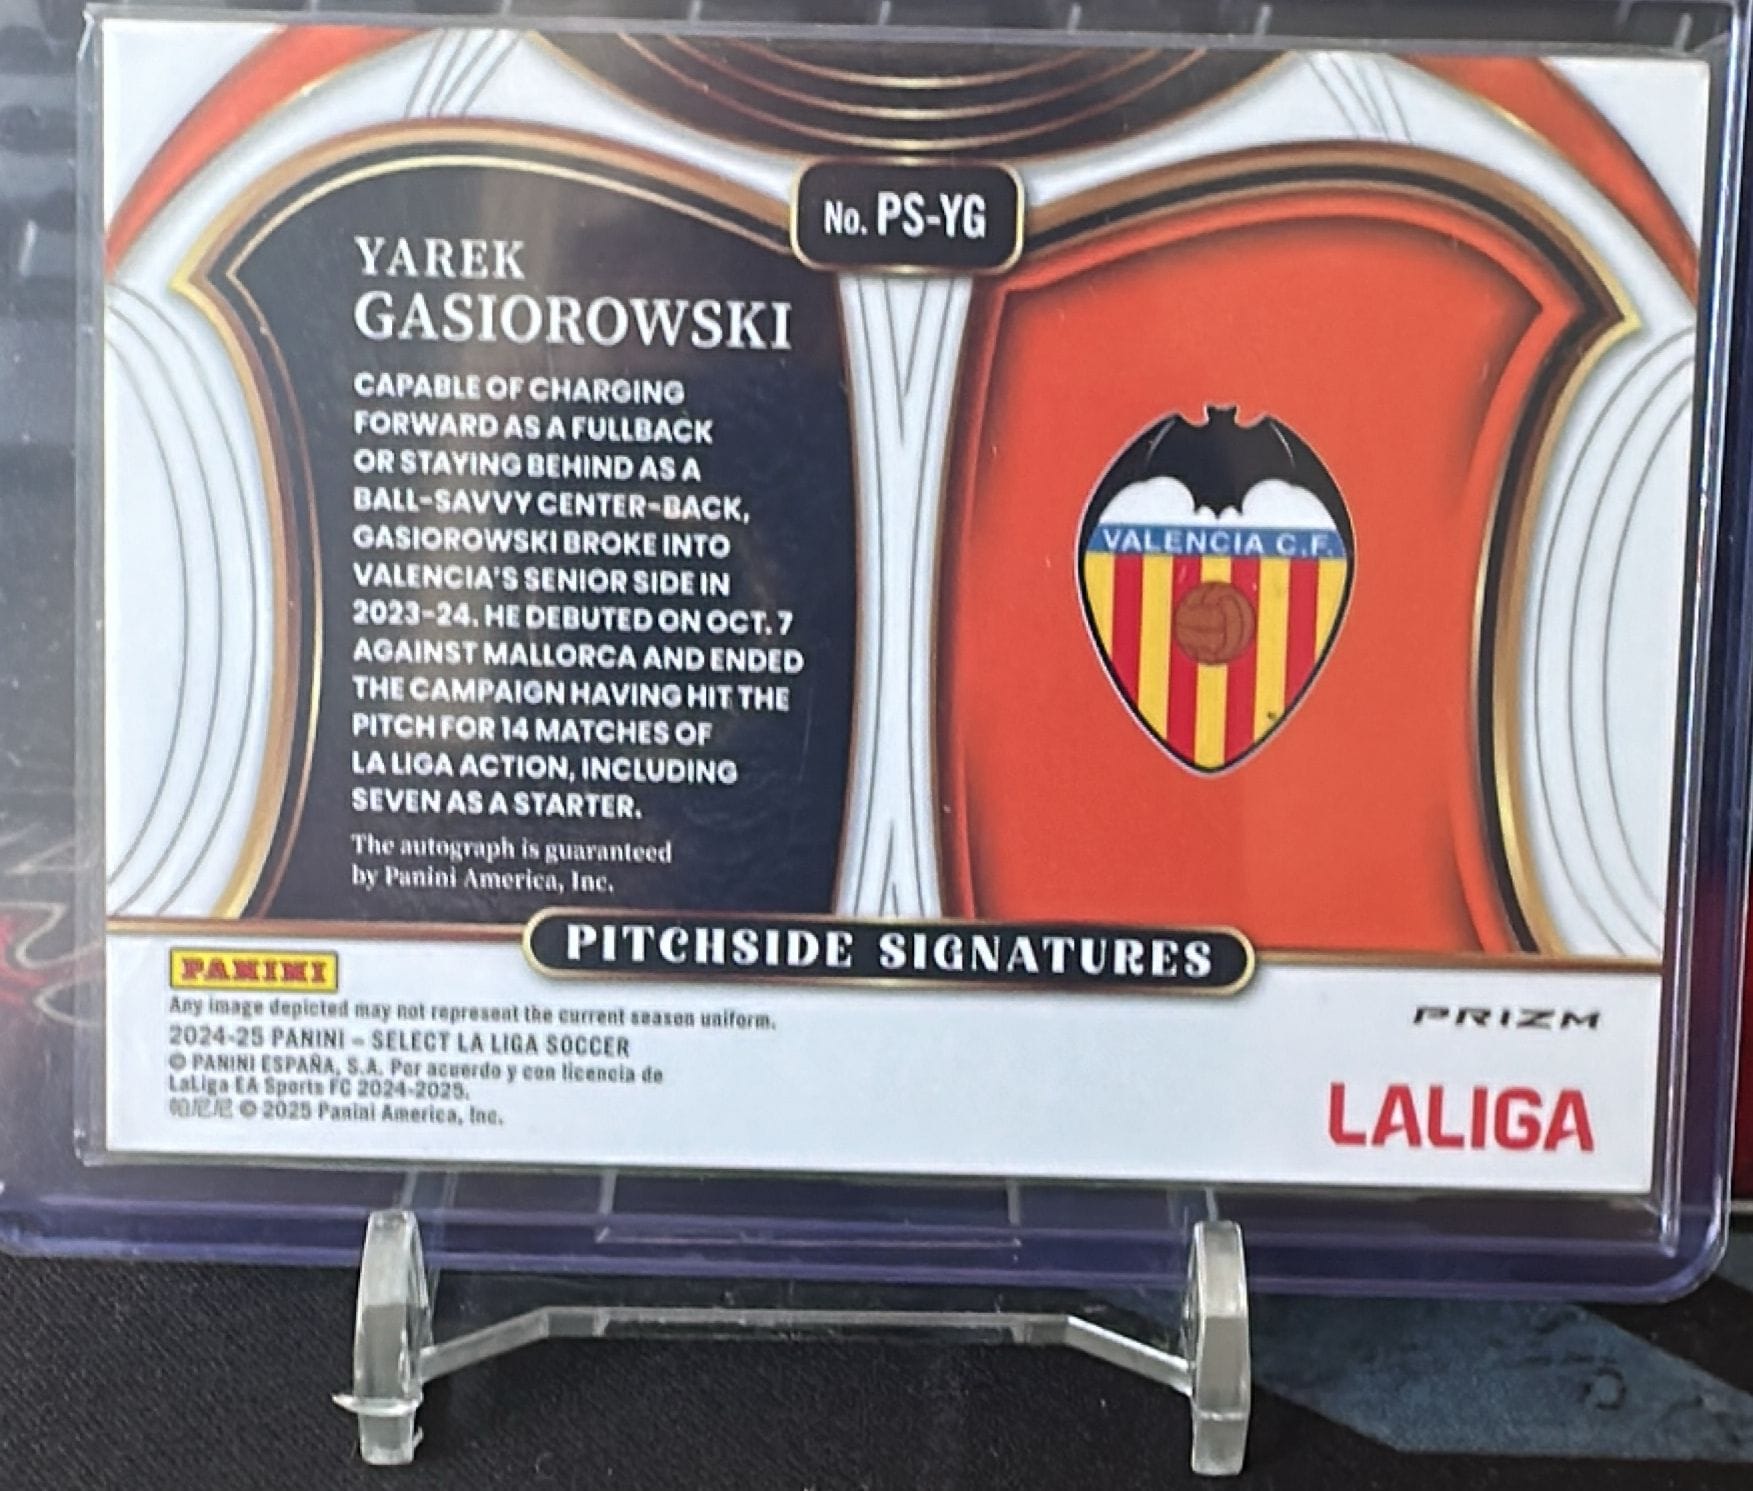 No. PS-YG
YAREK
GASIOROWSKI
CAPABLE OF CHARGING
FORWARD AS A FULLBACK
OR STAYING BEHIND AS A
BALL-SAVVY CENTER-BACK,
GASIOROWSKI BROKE INTO
VALENCIA'S SENIOR SIDE IN
2023-24. HE DEBUTED ON OCT. 7
AGAINST MALLORCA AND ENDED
THE CAMPAIGN HAVING HIT THE
PITCH FOR 14 MATCHES OF
LA LIGA ACTION, INCLUDING
SEVEN AS A STARTER.
The autograph is guaranteed
by Panini America, Inc.
VALENCIA C.F.
PITCHSIDE SIGNATURES
PANINI
Any image depicted may not represent the current season uniform.
2024-25 PANINI – SELECT LA LIGA SOCCER
© PANINI ESPAÑA, S.A. Por acuerdo y con licencia de
LaLiga EA Sports FC 2024-2025.
帕尼尼 © 2025 Panini America, Inc.
PRIZM
LALIGA